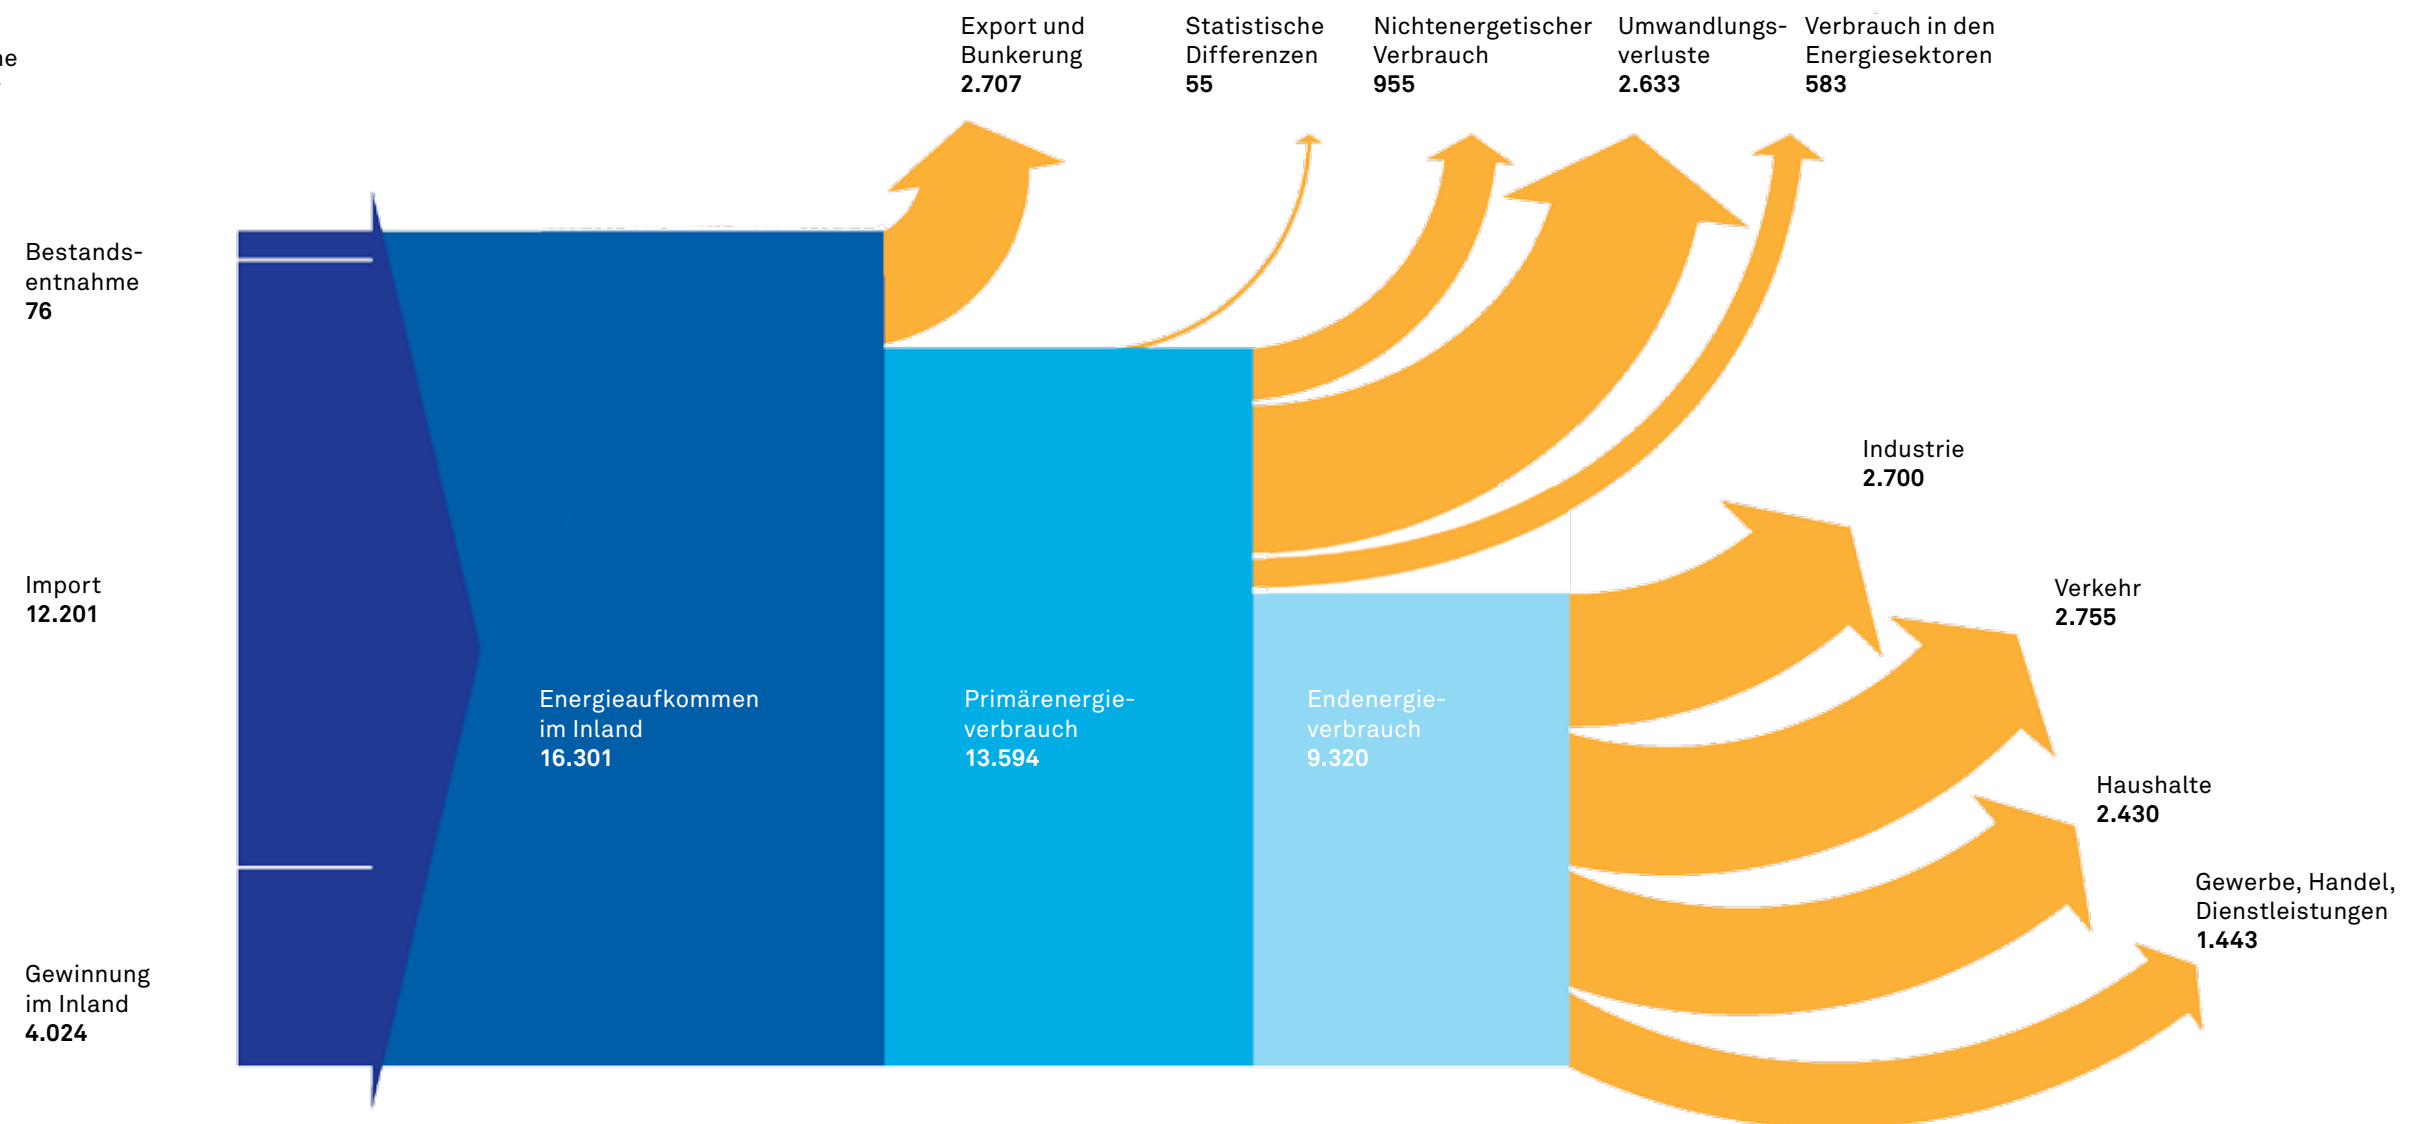 Export und
Bunkerung
2.707
Statistische
Differenzen
55
Nichtenergetischer
Verbrauch
955
Umwandlungs-
verluste
2.633
Verbrauch in den
Energiesektoren
583
Bestands-
entnahme
76
Import
12.201
Gewinnung
im Inland
4.024
Energieaufkommen
im Inland
16.301
Primärenergie-
verbrauch
13.594
Endenergie-
verbrauch
9.320
Industrie
2.700
Verkehr
2.755
Haushalte
2.430
Gewerbe, Handel,
Dienstleistungen
1.443